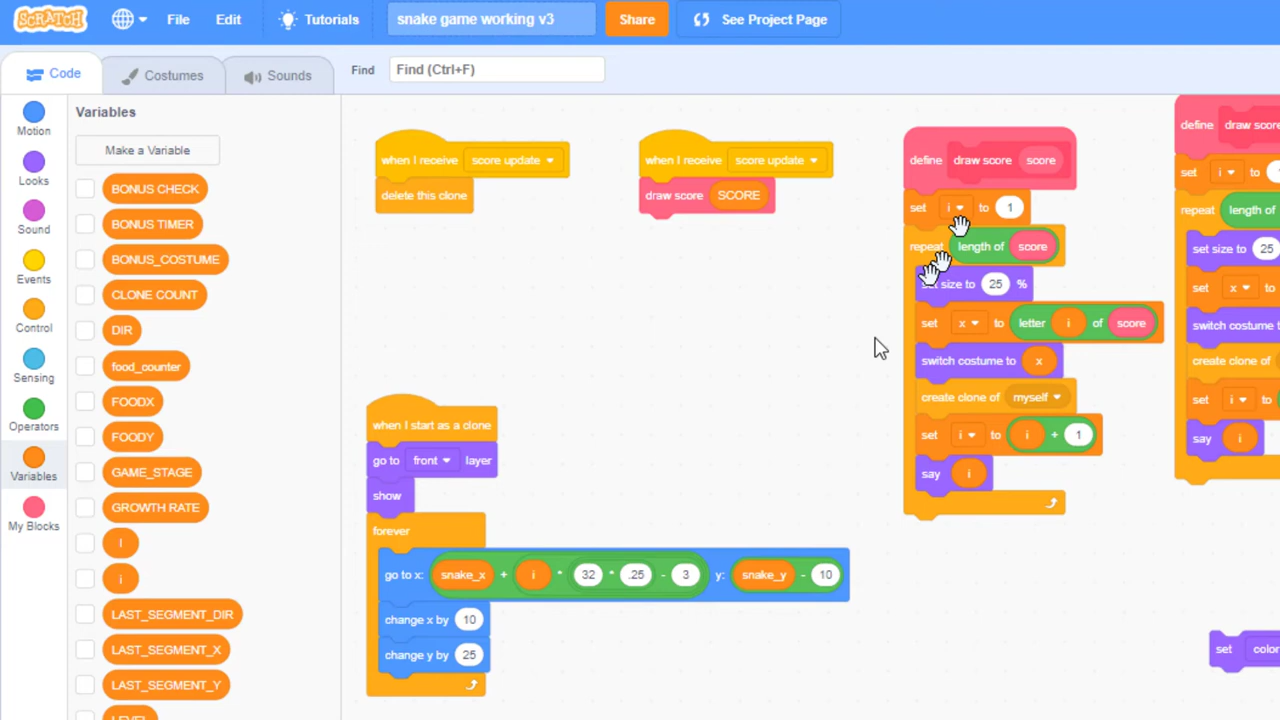 SCRATCH File Edit Tutorials snake game working v3 Share See Project Page
Code Costumes Sounds Find Find (Ctrl+F)
Motion
Looks
Sound
Events
Control
Sensing
Operators
Variables
My Blocks
Variables
Make a Variable
BONUS CHECK
BONUS TIMER
BONUS_COSTUME
CLONE COUNT
DIR
food_counter
FOODX
FOODY
GAME_STAGE
GROWTH RATE
i
LAST_SEGMENT_DIR
LAST_SEGMENT_X
LAST_SEGMENT_Y
LEVEL
when I receive score update
delete this clone
when I receive score update
draw score SCORE
when I start as a clone
go to front layer
show
forever
go to x: snake_x + i * 32 * .25 - 3 y: snake_y - 10
change x by 10
change y by 25
define draw score score
set i to 1
repeat length of score
set size to 25 %
set x to letter i of score
switch costume to x
create clone of myself
set i to i + 1
say i
define draw score
set i to
repeat length of
set size to 25
set x to
switch costume to
create clone of
set i to
say i
set color